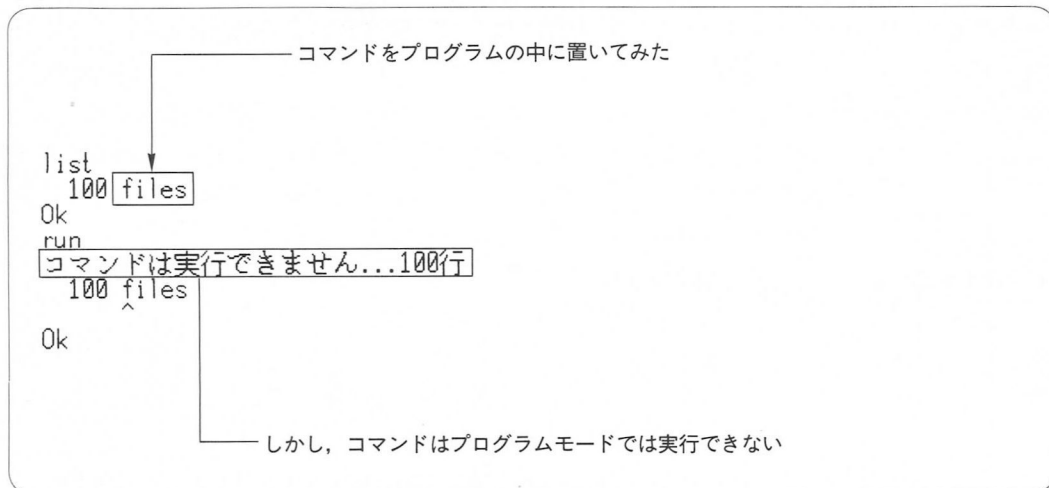 コマンドをプログラムの中に置いてみた
list
100 files
Ok
run
コマンドは実行できません...100行
100 files
^
Ok
しかし，コマンドはプログラムモードでは実行できない